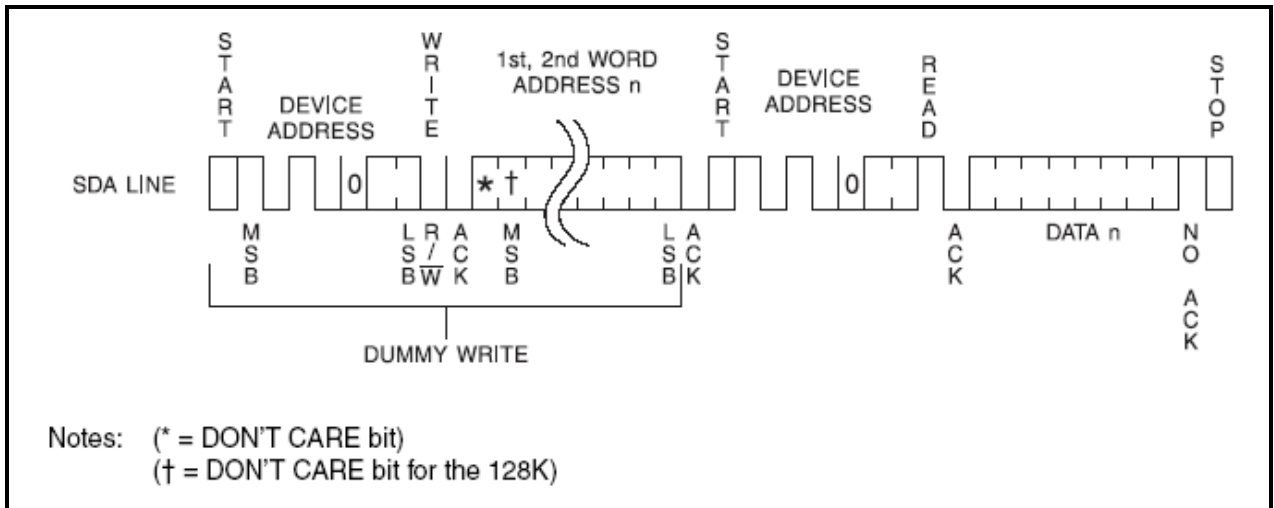 START
WRITE
1st, 2nd WORD
ADDRESS n
START
READ
STOP
DEVICE
ADDRESS
DEVICE
ADDRESS
SDA LINE
0
* †
0
MSB
LSB
R/W
ACK
MSB
LSB
ACK
ACK
DATA n
NO ACK
DUMMY WRITE
Notes: (* = DON'T CARE bit)
(† = DON'T CARE bit for the 128K)